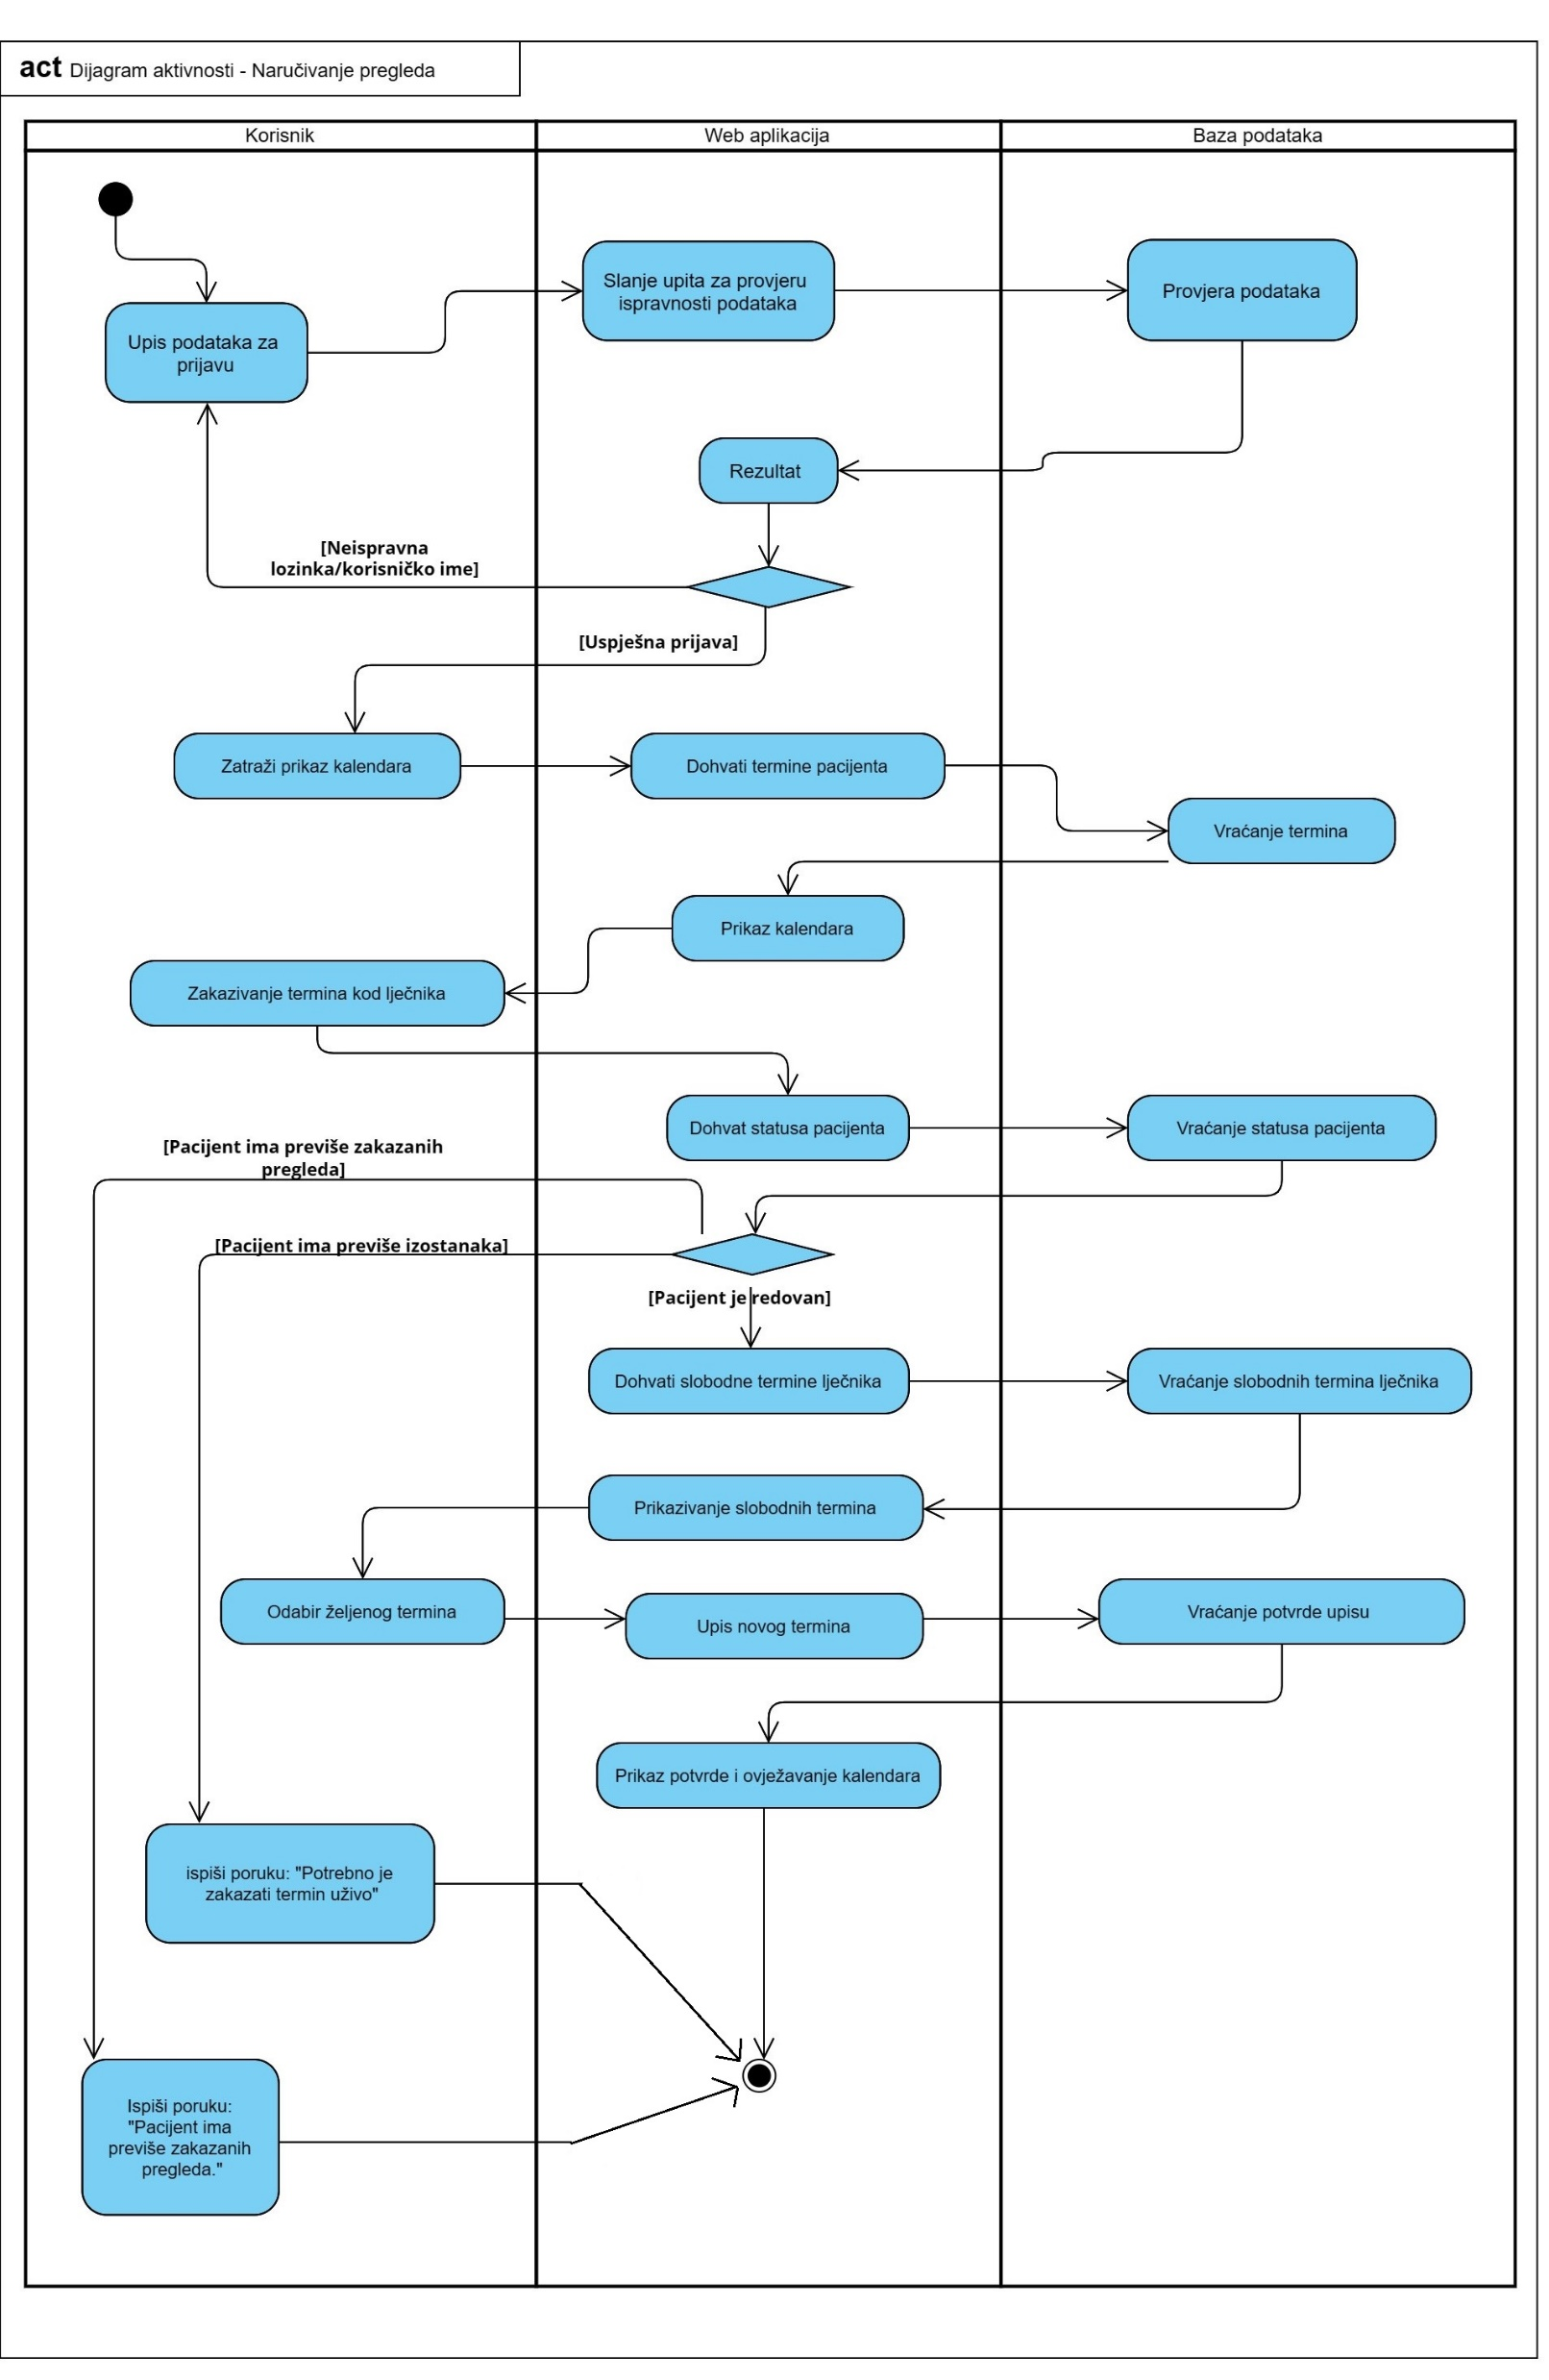 act Dijagram aktivnosti - Naručivanje pregleda
Korisnik
Web aplikacija
Baza podataka
Slanje upita za provjeru
ispravnosti podataka
Provjera podataka
Upis podataka za
prijavu
Rezultat
[Neispravna
lozinka/korisničko ime]
[Uspješna prijava]
Zatraži prikaz kalendara
Dohvati termine pacijenta
Vraćanje termina
Prikaz kalendara
Zakazivanje termina kod lječnika
Dohvat statusa pacijenta
Vraćanje statusa pacijenta
[Pacijent ima previše zakazanih
pregleda]
[Pacijent ima previše izostanaka]
[Pacijent je redovan]
Dohvati slobodne termine lječnika
Vraćanje slobodnih termina lječnika
Prikazivanje slobodnih termina
Odabir željenog termina
Upis novog termina
Vraćanje potvrde upisu
Prikaz potvrde i ovježavanje kalendara
ispiši poruku: "Potrebno je
zakazati termin uživo"
Ispiši poruku:
"Pacijent ima
previše zakazanih
pregleda."